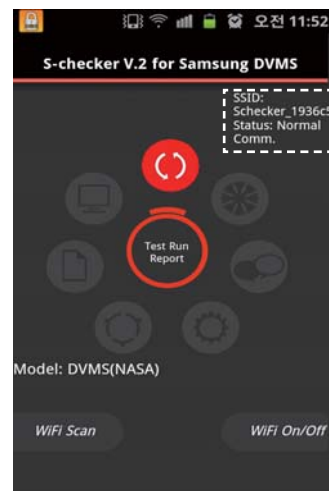 오전 11:52
S-checker V.2 for Samsung DVMS
SSID:
Schecker_1936c5
Status: Normal
Comm.
Test Run
Report
Model: DVMS(NASA)
WiFi Scan
WiFi On/Off